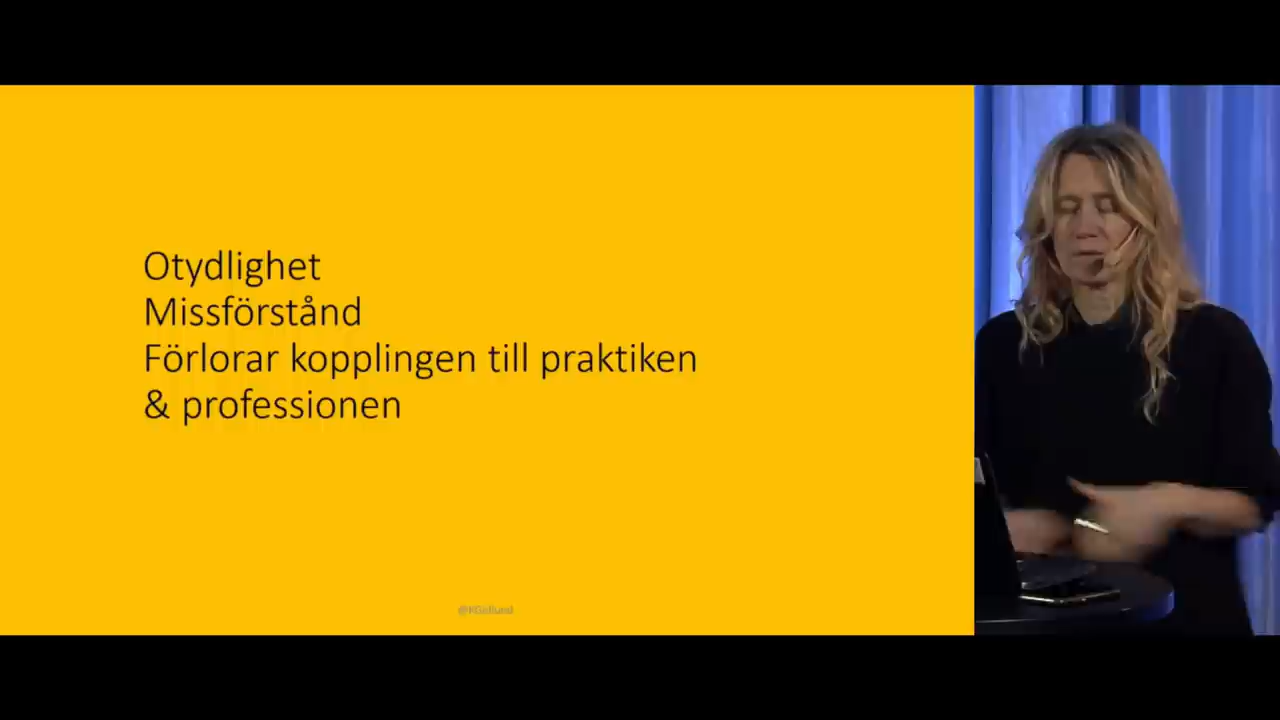 Otydlighet
Missförstånd
Förlorar kopplingen till praktiken
& professionen